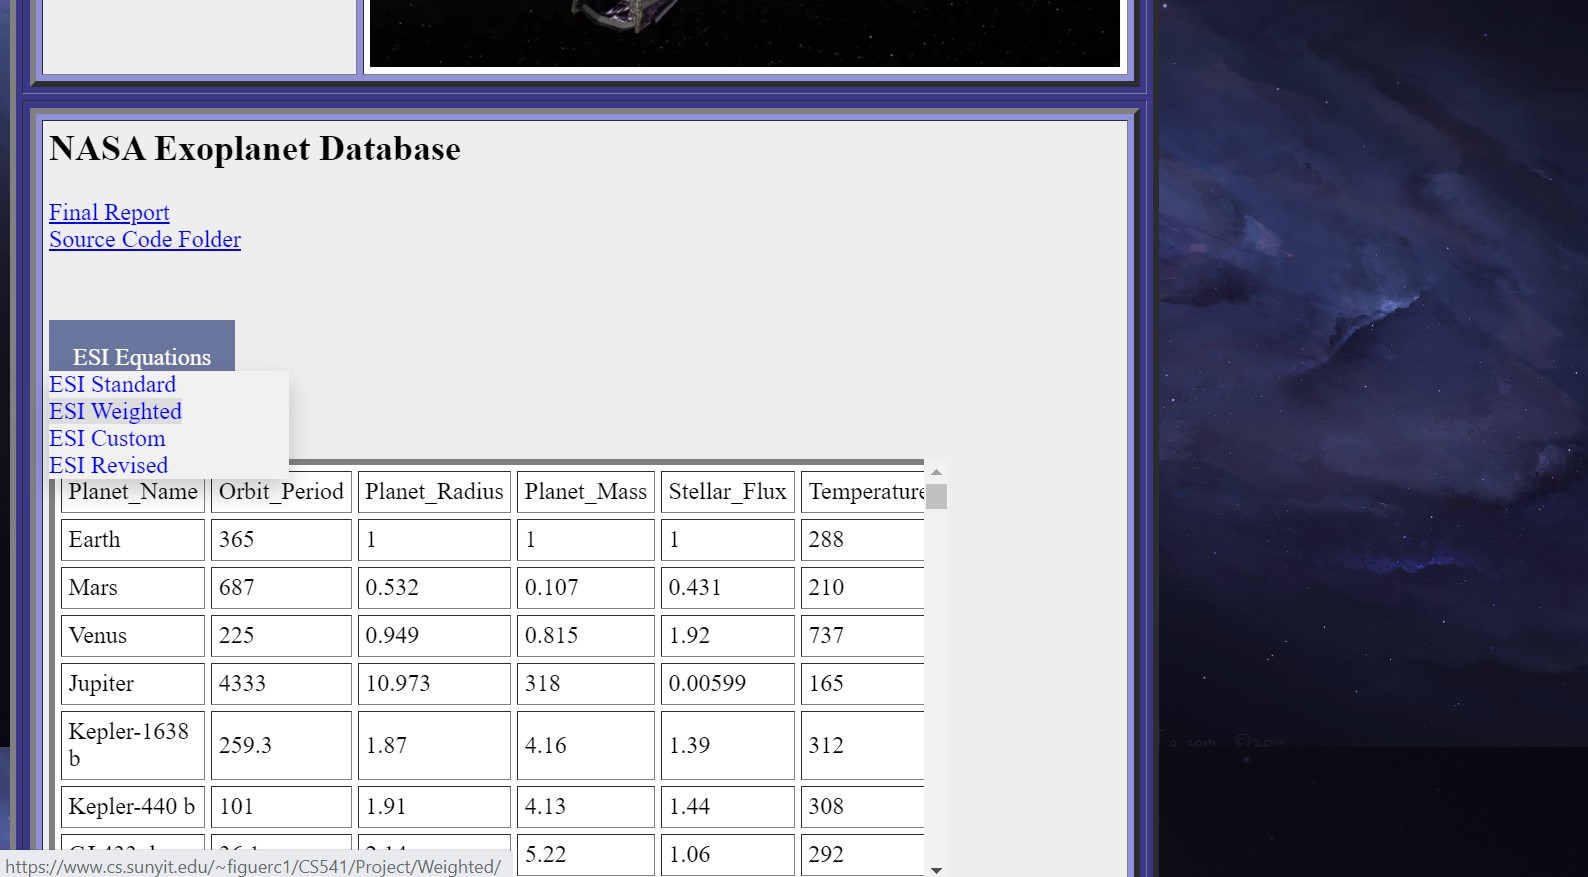 NASA Exoplanet Database
Final Report
Source Code Folder
ESI Equations
ESI Standard
ESI Weighted
ESI Custom
ESI Revised
Planet_Name Orbit_Period Planet_Radius Planet_Mass Stellar_Flux Temperature
Earth 365 1 1 1 288
Mars 687 0.532 0.107 0.431 210
Venus 225 0.949 0.815 1.92 737
Jupiter 4333 10.973 318 0.00599 165
Kepler-1638
b 259.3 1.87 4.16 1.39 312
Kepler-440 b 101 1.91 4.13 1.44 308
5.22 1.06 292
https://www.cs.sunyit.edu/~figuerc1/CS541/Project/Weighted/
com ©2014